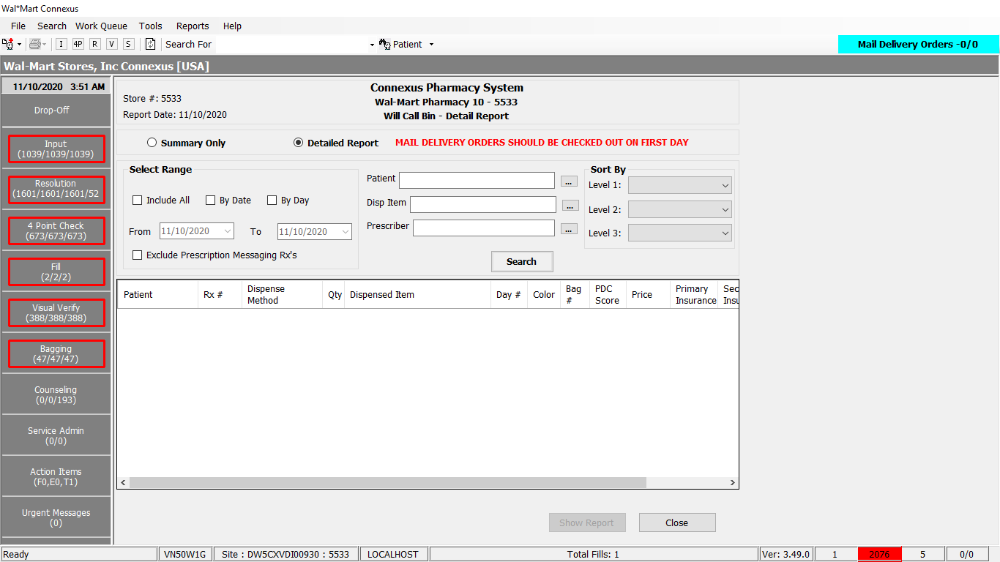 Wal*Mart Connexus
File Search Work Queue Tools Reports Help
I 4P R V S Search For Patient Mail Delivery Orders -0/0
Wal-Mart Stores, Inc Connexus [USA]
11/10/2020 3:51 AM
Drop-Off
Input
(1039/1039/1039)
Resolution
(1601/1601/1601/52
4 Point Check
(673/673/673)
Fill
(2/2/2)
Visual Verify
(388/388/388)
Bagging
(47/47/47)
Counseling
(0/0/193)
Service Admin
(0/0)
Action Items
(F0,E0,T1)
Urgent Messages
(0)
Connexus Pharmacy System
Store #: 5533
Wal-Mart Pharmacy 10 - 5533
Report Date: 11/10/2020
Will Call Bin - Detail Report
Summary Only Detailed Report MAIL DELIVERY ORDERS SHOULD BE CHECKED OUT ON FIRST DAY
Select Range
Include All By Date By Day
From 11/10/2020 To 11/10/2020
Exclude Prescription Messaging Rx's
Patient ...
Disp Item ...
Prescriber ...
Sort By
Level 1:
Level 2:
Level 3:
Search
Patient Rx # Dispense Method Qty Dispensed Item Day # Color Bag # PDC Score Price Primary Insurance Sec Insu
Show Report Close
Ready VN50W1G Site : DW5CXVDI00930 : 5533 LOCALHOST Total Fills: 1 Ver: 3.49.0 1 2076 5 0/0